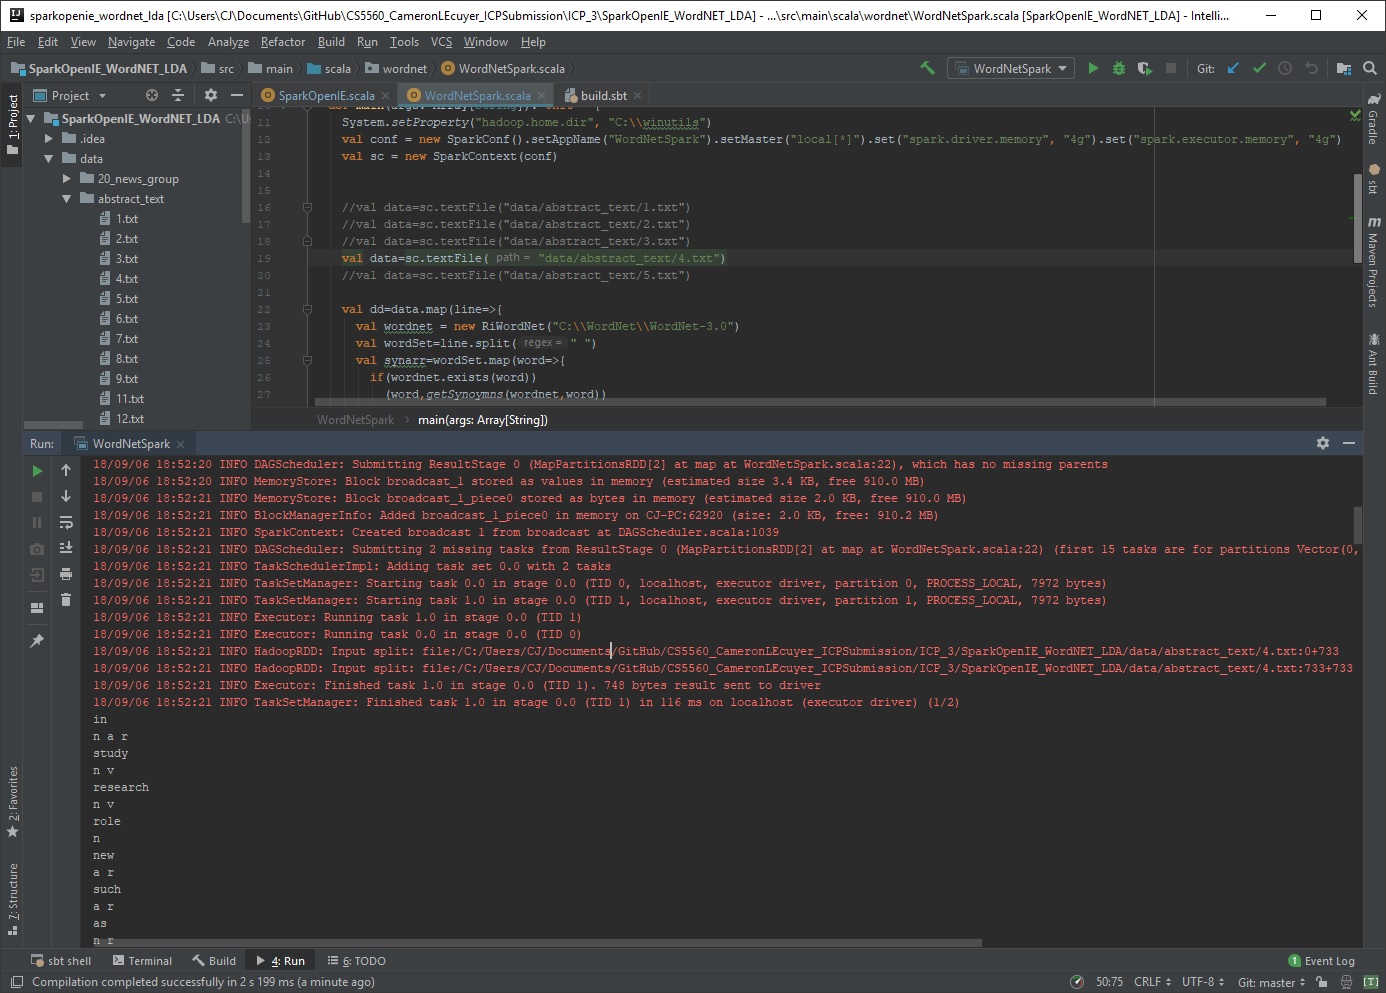 sparkopenie_wordnet_lda [C:\Users\CJ\Documents\GitHub\CS5560_CameronLEcuyer_ICPSubmission\ICP_3\SparkOpenIE_WordNET_LDA] - ...\src\main\scala\wordnet\WordNetSpark.scala [SparkOpenIE_WordNET_LDA] - Intelli...
File Edit View Navigate Code Analyze Refactor Build Run Tools VCS Window Help
SparkOpenIE_WordNET_LDA src main scala wordnet WordNetSpark.scala WordNetSpark Git:
Project
SparkOpenIE.scala WordNetSpark.scala build.sbt
1: Project
SparkOpenIE_WordNET_LDA C:\U
.idea
data
20_news_group
abstract_text
1.txt
2.txt
3.txt
4.txt
5.txt
6.txt
7.txt
8.txt
9.txt
11.txt
12.txt
11 System.setProperty("hadoop.home.dir", "C:\\winutils")
12 val conf = new SparkConf().setAppName("WordNetSpark").setMaster("local[*]").set("spark.driver.memory", "4g").set("spark.executor.memory", "4g")
13 val sc = new SparkContext(conf)
14
15
16 //val data=sc.textFile("data/abstract_text/1.txt")
17 //val data=sc.textFile("data/abstract_text/2.txt")
18 //val data=sc.textFile("data/abstract_text/3.txt")
19 val data=sc.textFile( path = "data/abstract_text/4.txt")
20 //val data=sc.textFile("data/abstract_text/5.txt")
21
22 val dd=data.map(line=>{
23 val wordnet = new RiWordNet("C:\\WordNet\\WordNet-3.0")
24 val wordSet=line.split( regex = " ")
25 val synarr=wordSet.map(word=>{
26 if(wordnet.exists(word))
27 (word,getSynoymns(wordnet,word))
WordNetSpark main(args: Array[String])
Gradle
sbt
Maven Projects
Ant Build
Run: WordNetSpark
18/09/06 18:52:20 INFO DAGScheduler: Submitting ResultStage 0 (MapPartitionsRDD[2] at map at WordNetSpark.scala:22), which has no missing parents
18/09/06 18:52:20 INFO MemoryStore: Block broadcast_1 stored as values in memory (estimated size 3.4 KB, free 910.0 MB)
18/09/06 18:52:21 INFO MemoryStore: Block broadcast_1_piece0 stored as bytes in memory (estimated size 2.0 KB, free 910.0 MB)
18/09/06 18:52:21 INFO BlockManagerInfo: Added broadcast_1_piece0 in memory on CJ-PC:62920 (size: 2.0 KB, free: 910.2 MB)
18/09/06 18:52:21 INFO SparkContext: Created broadcast 1 from broadcast at DAGScheduler.scala:1039
18/09/06 18:52:21 INFO DAGScheduler: Submitting 2 missing tasks from ResultStage 0 (MapPartitionsRDD[2] at map at WordNetSpark.scala:22) (first 15 tasks are for partitions Vector(0,
18/09/06 18:52:21 INFO TaskSchedulerImpl: Adding task set 0.0 with 2 tasks
18/09/06 18:52:21 INFO TaskSetManager: Starting task 0.0 in stage 0.0 (TID 0, localhost, executor driver, partition 0, PROCESS_LOCAL, 7972 bytes)
18/09/06 18:52:21 INFO TaskSetManager: Starting task 1.0 in stage 0.0 (TID 1, localhost, executor driver, partition 1, PROCESS_LOCAL, 7972 bytes)
18/09/06 18:52:21 INFO Executor: Running task 1.0 in stage 0.0 (TID 1)
18/09/06 18:52:21 INFO Executor: Running task 0.0 in stage 0.0 (TID 0)
18/09/06 18:52:21 INFO HadoopRDD: Input split: file:/C:/Users/CJ/Documents/GitHub/CS5560_CameronLEcuyer_ICPSubmission/ICP_3/SparkOpenIE_WordNET_LDA/data/abstract_text/4.txt:0+733
18/09/06 18:52:21 INFO HadoopRDD: Input split: file:/C:/Users/CJ/Documents/GitHub/CS5560_CameronLEcuyer_ICPSubmission/ICP_3/SparkOpenIE_WordNET_LDA/data/abstract_text/4.txt:733+733
18/09/06 18:52:21 INFO Executor: Finished task 1.0 in stage 0.0 (TID 1). 748 bytes result sent to driver
18/09/06 18:52:21 INFO TaskSetManager: Finished task 1.0 in stage 0.0 (TID 1) in 116 ms on localhost (executor driver) (1/2)
in
n a r
study
n v
research
n v
role
n
new
a r
such
a r
as
n r
2: Favorites
7: Structure
sbt shell Terminal Build 4: Run 6: TODO 1 Event Log
Compilation completed successfully in 2 s 199 ms (a minute ago) 50:75 CRLF UTF-8 Git: master [T]